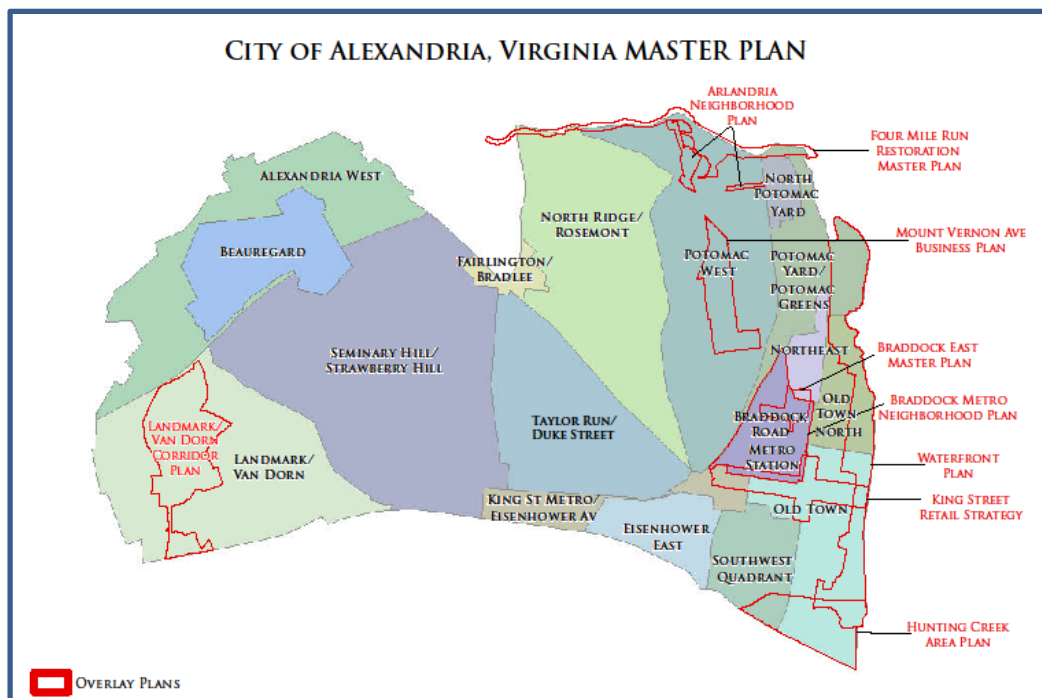 CITY OF ALEXANDRIA, VIRGINIA MASTER PLAN
ARLANDRIA
NEIGHBORHOOD
PLAN
FOUR MILE RUN
RESTORATION
MASTER PLAN
ALEXANDRIA WEST
NORTH
POTOMAC
YARD
BEAUREGARD
NORTH RIDGE/
ROSEMONT
MOUNT VERNON AVE
BUSINESS PLAN
FAIRLINGTON/
BRADLEE
POTOMAC
WEST
POTOMAC
YARD/
POTOMAC
GREENS
SEMINARY HILL/
STRAWBERRY HILL
NORTHEAST
BRADDOCK EAST
MASTER PLAN
BRADDOCK METRO
NEIGHBORHOOD PLAN
OLD
TOWN
NORTH
BRADDOCK
ROAD
METRO
STATION
TAYLOR RUN/
DUKE STREET
LANDMARK/
VAN DORN
CORRIDOR
PLAN
LANDMARK/
VAN DORN
WATERFRONT
PLAN
KING ST METRO/
EISENHOWER AV
OLD TOWN
KING STREET
RETAIL STRATEGY
EISENHOWER
EAST
SOUTHWEST
QUADRANT
HUNTING CREEK
AREA PLAN
OVERLAY PLANS